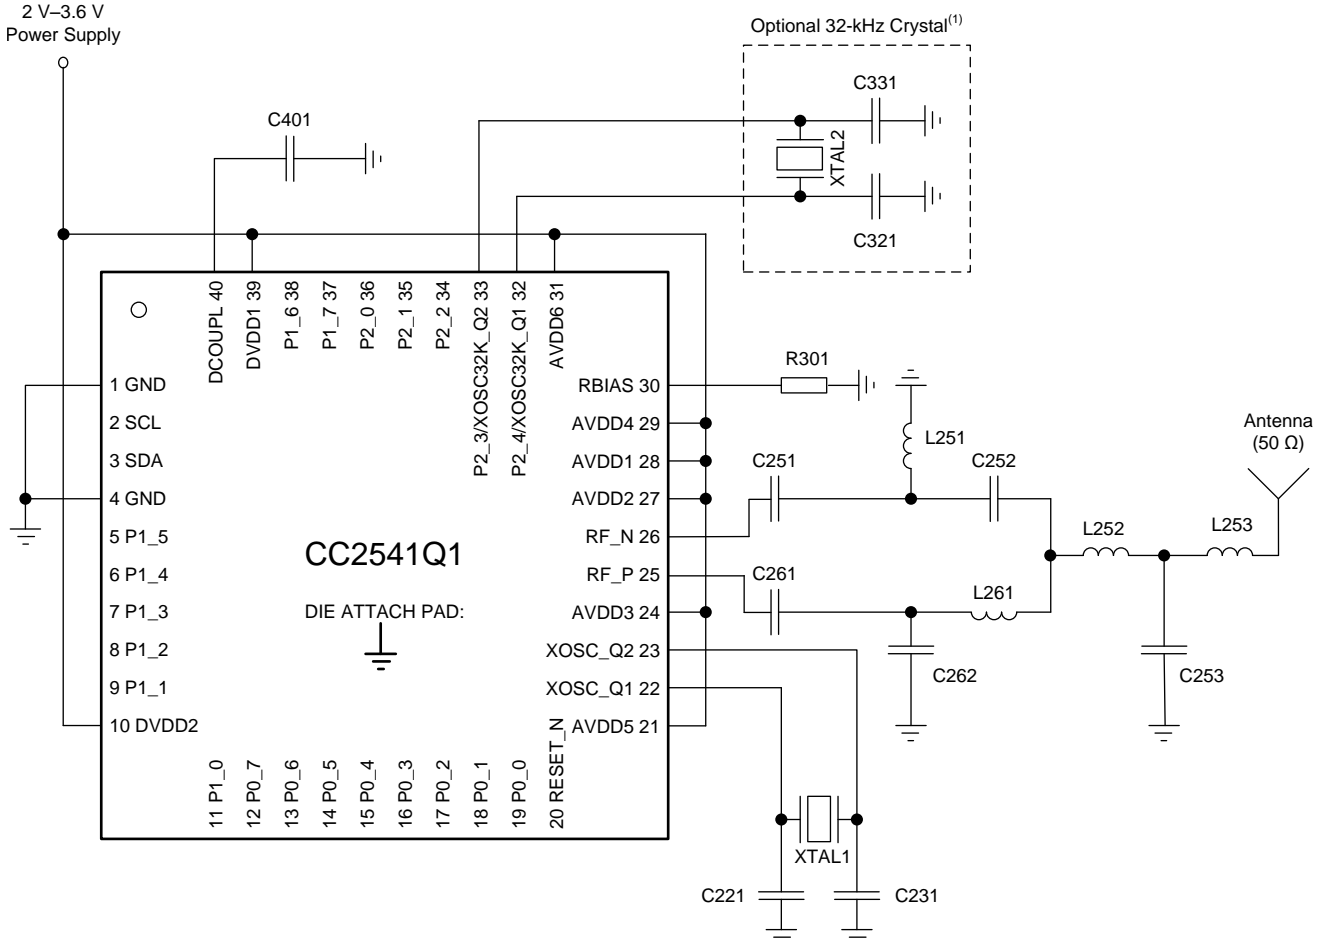 2 V–3.6 V
Power Supply
Optional 32-kHz Crystal(1)
C331
C401
XTAL2
C321
DCOUPL 40
DVDD1 39
P1_6 38
P1_7 37
P2_0 36
P2_1 35
P2_2 34
P2_3/XOSC32K_Q2 33
P2_4/XOSC32K_Q1 32
AVDD6 31
1 GND
2 SCL
3 SDA
4 GND
5 P1_5
6 P1_4
7 P1_3
8 P1_2
9 P1_1
10 DVDD2
CC2541Q1
DIE ATTACH PAD:
RBIAS 30
AVDD4 29
AVDD1 28
AVDD2 27
RF_N 26
RF_P 25
AVDD3 24
XOSC_Q2 23
XOSC_Q1 22
AVDD5 21
11 P1_0
12 P0_7
13 P0_6
14 P0_5
15 P0_4
16 P0_3
17 P0_2
18 P0_1
19 P0_0
20 RESET_N
R301
L251
C251
C252
Antenna
(50 Ω)
L252
L253
C261
L261
C262
C253
XTAL1
C221
C231